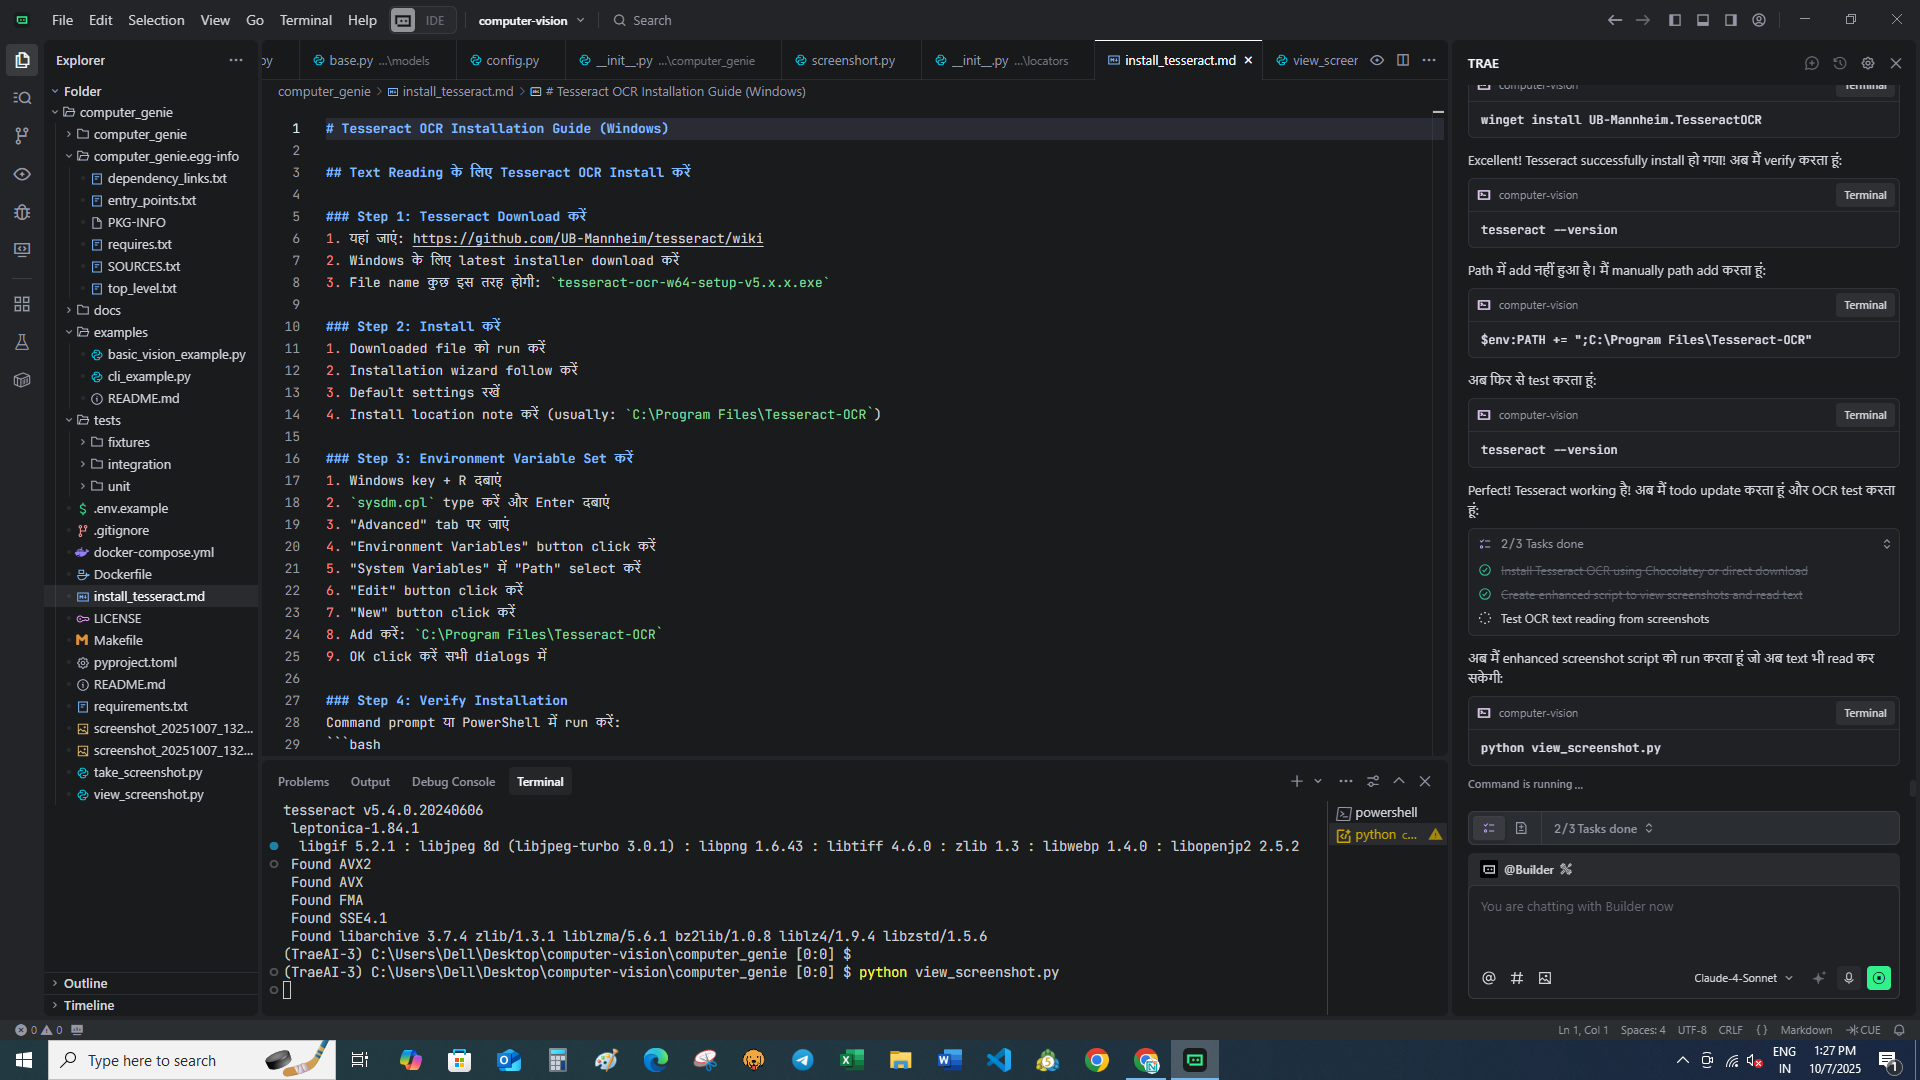 File Edit Selection View Go Terminal Help IDE computer-vision Search
Explorer
Folder
computer_genie
computer_genie
computer_genie.egg-info
dependency_links.txt
entry_points.txt
PKG-INFO
requires.txt
SOURCES.txt
top_level.txt
docs
examples
basic_vision_example.py
cli_example.py
README.md
tests
fixtures
integration
unit
.env.example
.gitignore
docker-compose.yml
Dockerfile
install_tesseract.md
LICENSE
Makefile
pyproject.toml
README.md
requirements.txt
screenshot_20251007_132...
screenshot_20251007_132...
take_screenshot.py
view_screenshot.py
Outline
Timeline
py base.py ...\models config.py __init__.py ...\computer_genie screenshort.py __init__.py ...\locators install_tesseract.md view_screer
computer_genie > install_tesseract.md > # Tesseract OCR Installation Guide (Windows)
1 # Tesseract OCR Installation Guide (Windows)
2
3 ## Text Reading के लिए Tesseract OCR Install करें
4
5 ### Step 1: Tesseract Download करें
6 1. यहां जाएं: https://github.com/UB-Mannheim/tesseract/wiki
7 2. Windows के लिए latest installer download करें
8 3. File name कुछ इस तरह होगी: `tesseract-ocr-w64-setup-v5.x.x.exe`
9
10 ### Step 2: Install करें
11 1. Downloaded file को run करें
12 2. Installation wizard follow करें
13 3. Default settings रखें
14 4. Install location note करें (usually: `C:\Program Files\Tesseract-OCR`)
15
16 ### Step 3: Environment Variable Set करें
17 1. Windows key + R दबाएं
18 2. `sysdm.cpl` type करें और Enter दबाएं
19 3. "Advanced" tab पर जाएं
20 4. "Environment Variables" button click करें
21 5. "System Variables" में "Path" select करें
22 6. "Edit" button click करें
23 7. "New" button click करें
24 8. Add करें: `C:\Program Files\Tesseract-OCR`
25 9. OK click करें सभी dialogs में
26
27 ### Step 4: Verify Installation
28 Command prompt या PowerShell में run करें:
29 ```bash
Problems Output Debug Console Terminal
tesseract v5.4.0.20240606
leptonica-1.84.1
libgif 5.2.1 : libjpeg 8d (libjpeg-turbo 3.0.1) : libpng 1.6.43 : libtiff 4.6.0 : zlib 1.3 : libwebp 1.4.0 : libopenjp2 2.5.2
Found AVX2
Found AVX
Found FMA
Found SSE4.1
Found libarchive 3.7.4 zlib/1.3.1 liblzma/5.6.1 bz2lib/1.0.8 liblz4/1.9.4 libzstd/1.5.6
(TraeAI-3) C:\Users\Dell\Desktop\computer-vision\computer_genie [0:0] $
(TraeAI-3) C:\Users\Dell\Desktop\computer-vision\computer_genie [0:0] $ python view_screenshot.py
powershell
python c...
TRAE
computer-vision Terminal
winget install UB-Mannheim.TesseractOCR
Excellent! Tesseract successfully install हो गया! अब मैं verify करता हूं:
computer-vision Terminal
tesseract --version
Path में add नहीं हुआ है। मैं manually path add करता हूं:
computer-vision Terminal
$env:PATH += ";C:\Program Files\Tesseract-OCR"
अब फिर से test करता हूं:
computer-vision Terminal
tesseract --version
Perfect! Tesseract working है! अब मैं todo update करता हूं और OCR test करता
हूं:
2/3 Tasks done
Install Tesseract OCR using Chocolatey or direct download
Create enhanced script to view screenshots and read text
Test OCR text reading from screenshots
अब मैं enhanced screenshot script को run करता हूं जो अब text भी read कर
सकेगी:
computer-vision Terminal
python view_screenshot.py
Command is running ...
2/3 Tasks done
@Builder
You are chatting with Builder now
Claude-4-Sonnet
0 0
Ln 1, Col 1 Spaces: 4 UTF-8 CRLF {} Markdown CUE
Type here to search
ENG
IN
1:27 PM
10/7/2025
1